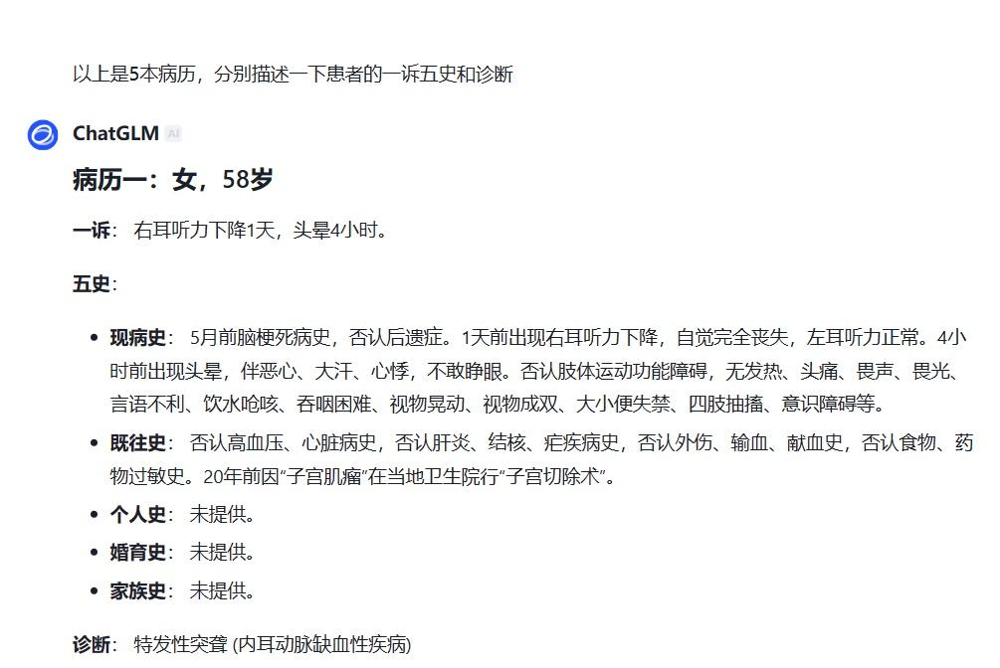 以上是5本病历，分别描述一下患者的一诉五史和诊断
ChatGLM AI
病历一：女，58岁
一诉： 右耳听力下降1天，头晕4小时。
五史：
• 现病史： 5月前脑梗死病史，否认后遗症。1天前出现右耳听力下降，自觉完全丧失，左耳听力正常。4小
时前出现头晕，伴恶心、大汗、心悸，不敢睁眼。否认肢体运动功能障碍，无发热、头痛、畏声、畏光、
言语不利、饮水呛咳、吞咽困难、视物晃动、视物成双、大小便失禁、四肢抽搐、意识障碍等。
• 既往史： 否认高血压、心脏病史，否认肝炎、结核、疟疾病史，否认外伤、输血、献血史，否认食物、药
物过敏史。20年前因“子宫肌瘤”在当地卫生院行“子宫切除术”。
• 个人史： 未提供。
• 婚育史： 未提供。
• 家族史： 未提供。
诊断： 特发性突聋 (内耳动脉缺血性疾病)